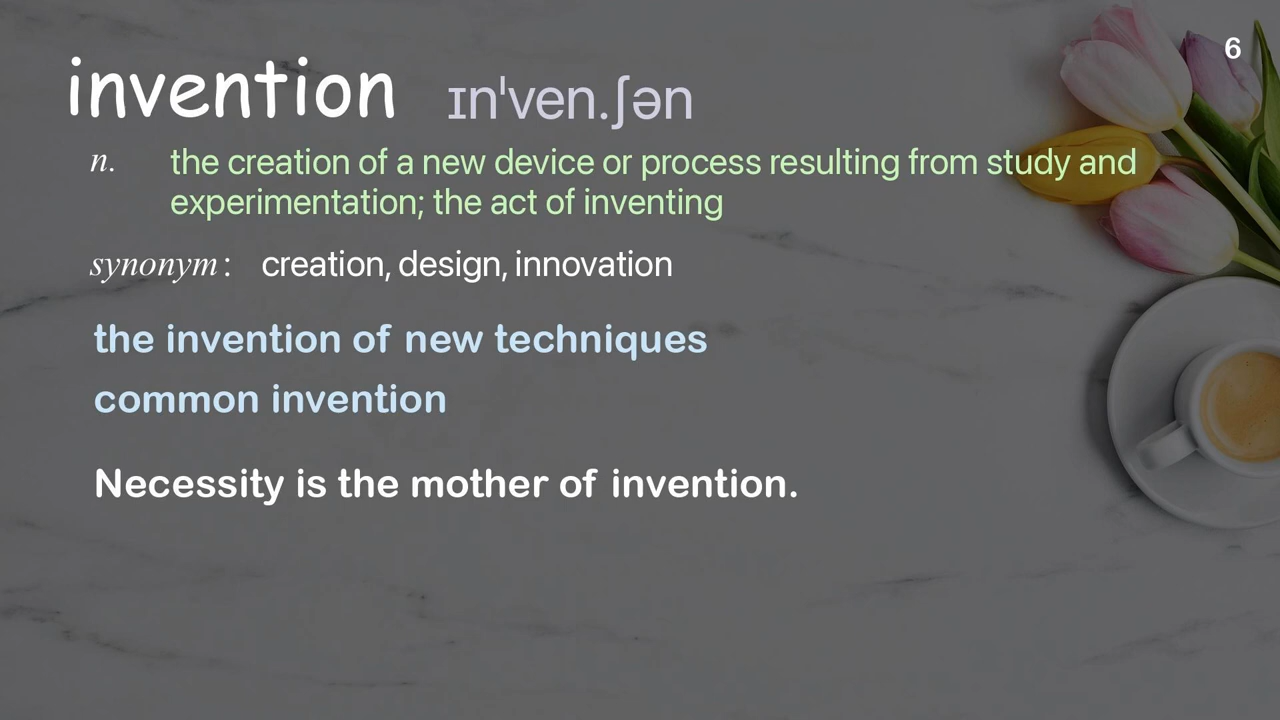 6
invention ɪnˈven.ʃən
n. the creation of a new device or process resulting from study and
experimentation; the act of inventing
synonym: creation, design, innovation
the invention of new techniques
common invention
Necessity is the mother of invention.